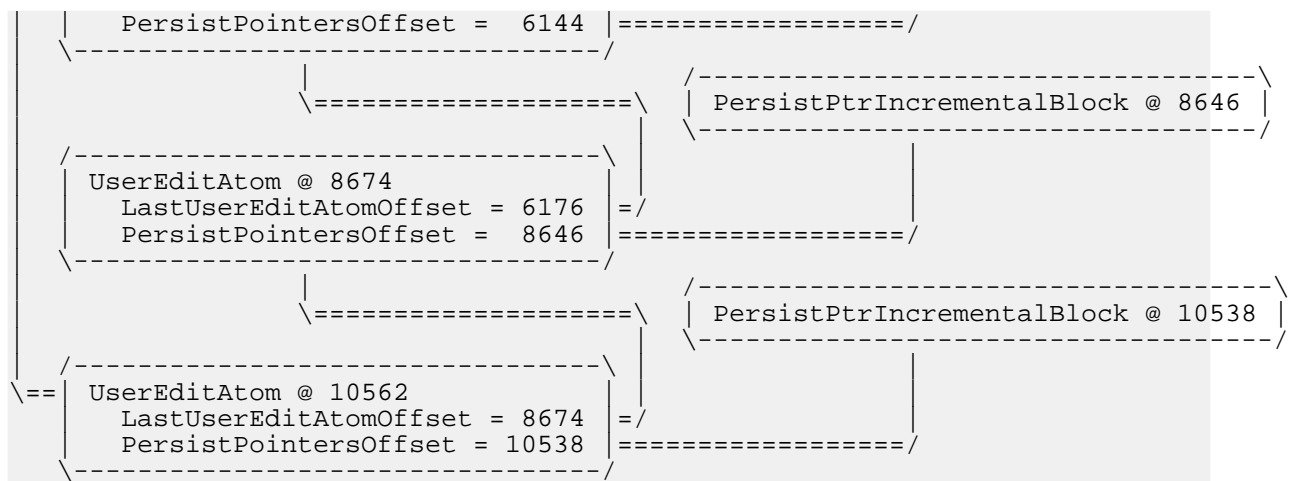 PersistPointersOffset =  6144
PersistPtrIncrementalBlock @ 8646
UserEditAtom @ 8674
LastUserEditAtomOffset = 6176
PersistPointersOffset =  8646
PersistPtrIncrementalBlock @ 10538
UserEditAtom @ 10562
LastUserEditAtomOffset = 8674
PersistPointersOffset = 10538